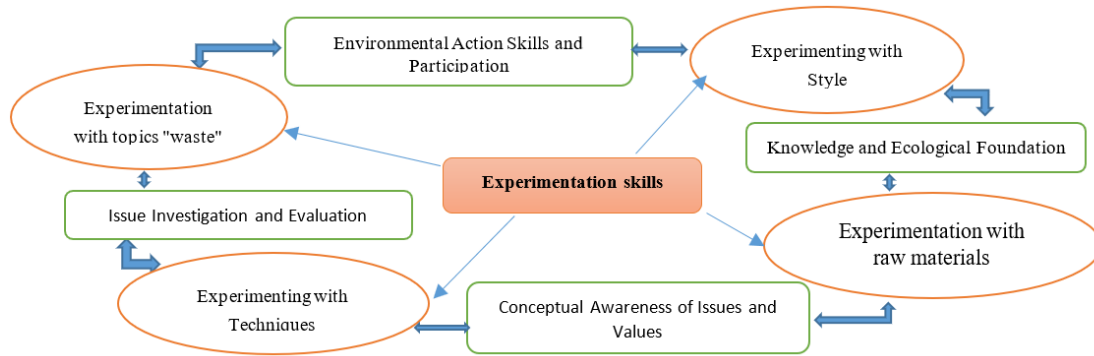 Environmental Action Skills and
Participation
Experimenting with
Style
Experimentation
with topics "waste"
Knowledge and Ecological Foundation
Experimentation skills
Issue Investigation and Evaluation
Experimentation with
raw materials
Experimenting with
Techniques
Conceptual Awareness of Issues and
Values